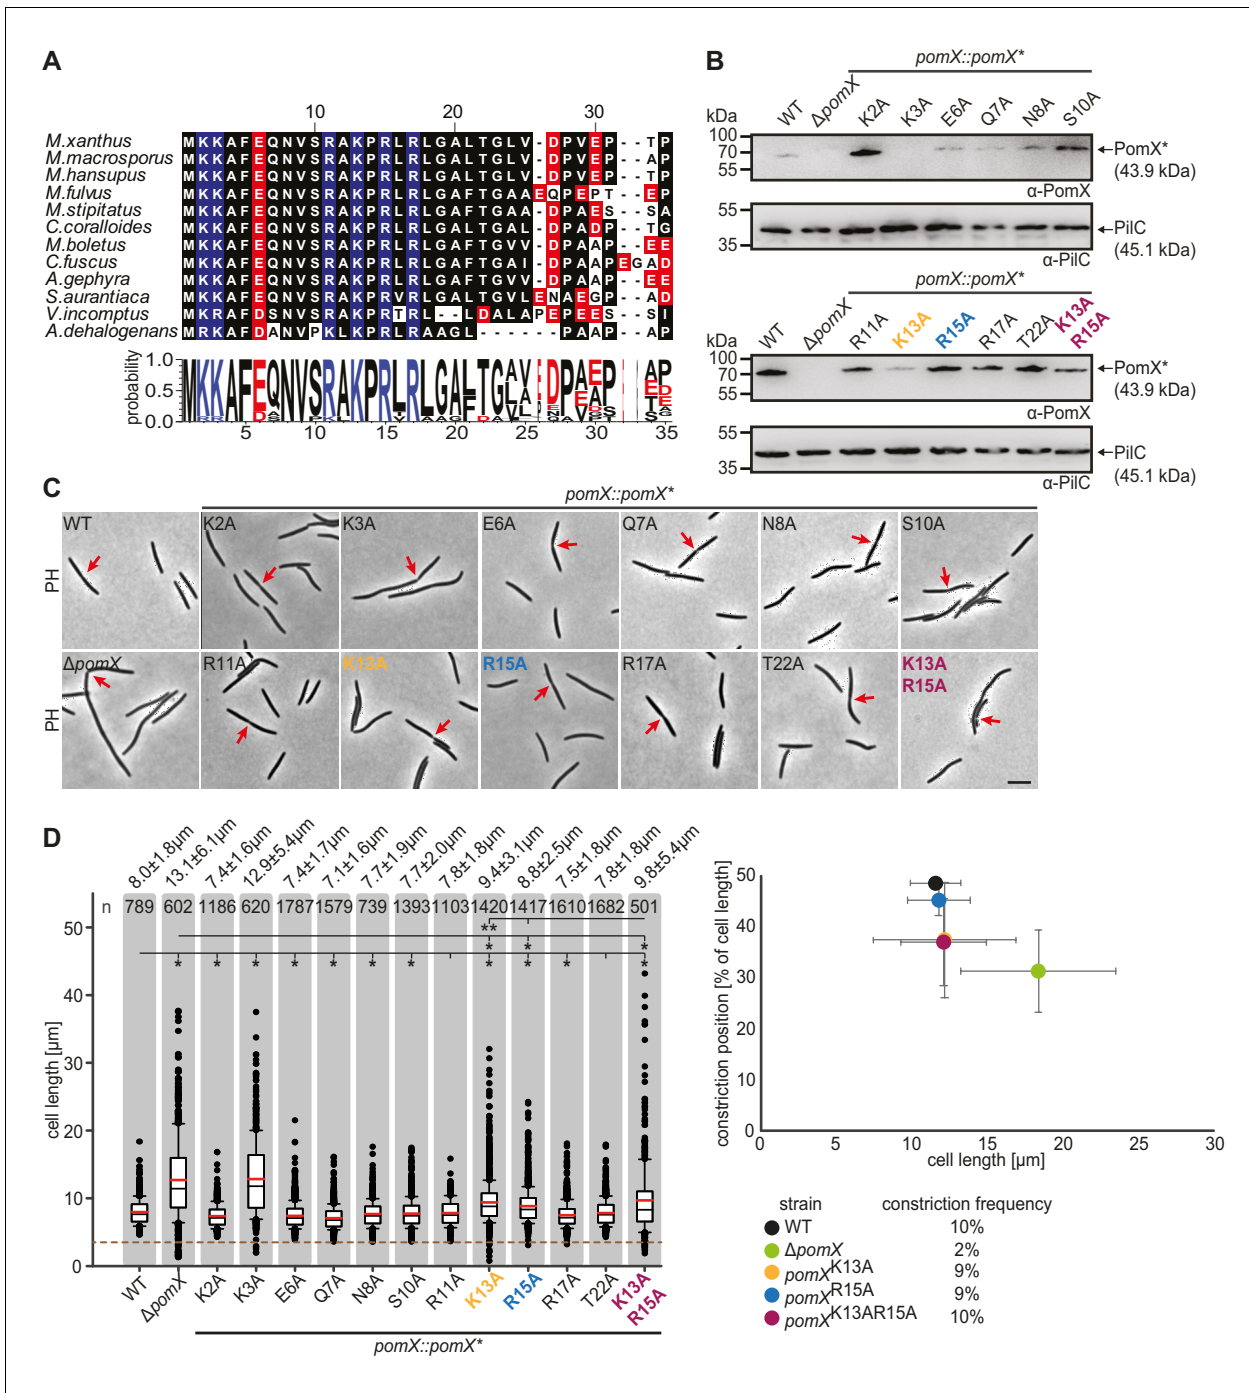 A
10 20 30
M.xanthus MKKAFEQNVSRAKPRLRLGALTGLV-DPVEP--TP
M.macrosporus MKKAFEQNVSRAKPRLRLGALTGLV-DPVEP--AP
M.hansupus MKKAFEQNVSRAKPRLRLGALTGLV-DPVEP--TP
M.fulvus MKKAFEQNVSRAKPRLRLGAFTGAAEQPEPT--EP
M.stipitatus MKKAFEQNVSRAKPRLRLGAFTGAA-DPAES--SA
C.coralloides MKKAFEQNVSRAKPRLRLGALTGAL-DPADP--TG
M.boletus MKKAFEQNVSRAKPRLRLGAFTGVV-DPAAP--EE
C.fuscus MKKAFEQNVSRAKPRLRLGAFTGAI-DPAAPEGAD
A.gephyra MKKAFEQNVSRAKPRLRLGAFTGVV-DPAAP--EE
S.aurantiaca MKKAFEQNVSRAKPRVRLGALTGVLENAEGP--AD
V.incomptus MKRAFDSNVSRAKPRTRL--LDALAPEPEES--SI
A.dehalogenans MRKAFDANVPKLKPRLRAAGL------PAAP--AP
probability
1.0
0.5
0.0
5 10 15 20 25 30 35
B
pomX::pomX*
kDa WT ΔpomX K2A K3A E6A Q7A N8A S10A
100
70
55
PomX*
(43.9 kDa)
α-PomX
55
35
PilC
(45.1 kDa)
α-PilC
pomX::pomX*
kDa WT ΔpomX R11A K13A R15A R17A T22A K13A R15A
100
70
55
PomX*
(43.9 kDa)
α-PomX
55
35
PilC
(45.1 kDa)
α-PilC
C
pomX::pomX*
PH WT K2A K3A E6A Q7A N8A S10A
PH ΔpomX R11A K13A R15A R17A T22A K13A
R15A
D
8.0±1.8µm 13.1±6.1µm 7.4±1.6µm 12.9±5.4µm 7.4±1.7µm 7.1±1.6µm 7.7±1.9µm 7.7±2.0µm 7.8±1.8µm 9.4±3.1µm 8.8±2.5µm 7.5±1.8µm 7.8±1.8µm 9.8±5.4µm
n 789 602 1186 620 1787 1579 739 1393 1103 1420 1417 1610 1682 501
**
* * *
* * * * * * * * * * *
cell length [µm]
50
40
30
20
10
0
WT ΔpomX K2A K3A E6A Q7A N8A S10A R11A K13A R15A R17A T22A K13A R15A
pomX::pomX*
constriction position [% of cell length]
50
40
30
20
10
0
0 5 10 15 20 25 30
cell length [µm]
strain constriction frequency
WT 10%
ΔpomX 2%
pomX K13A 9%
pomX R15A 9%
pomX K13AR15A 10%